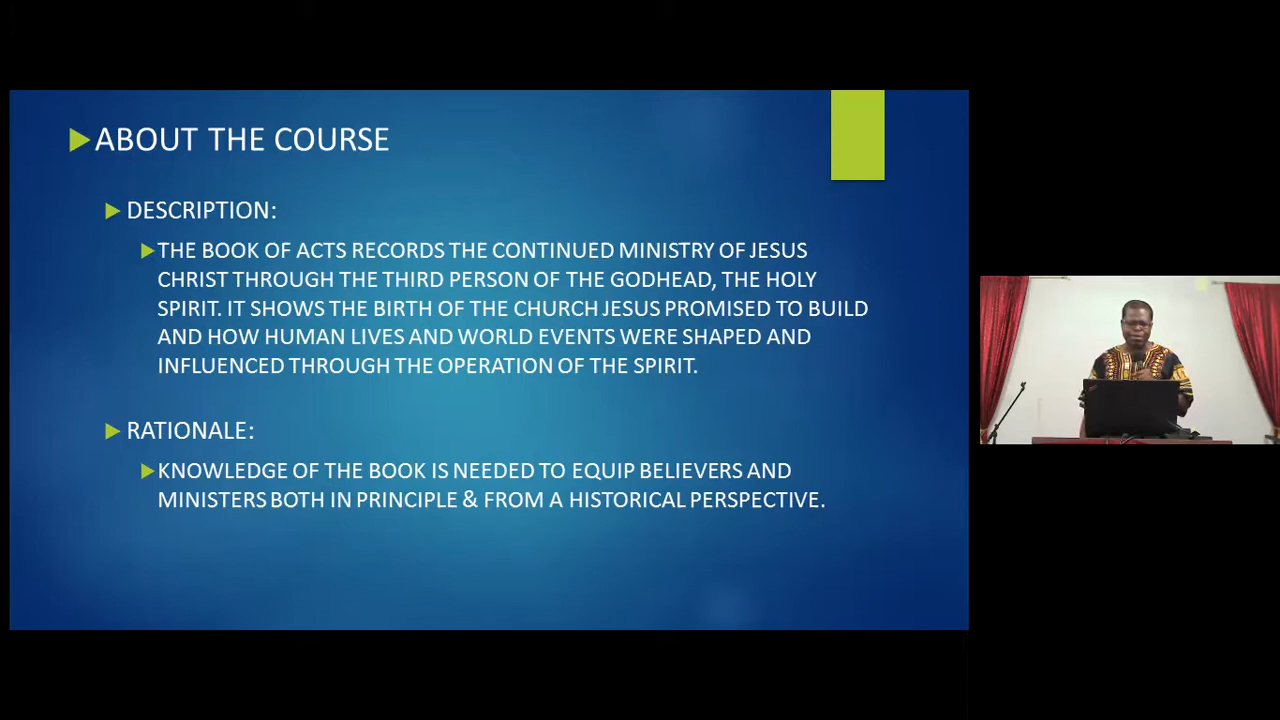 ABOUT THE COURSE
DESCRIPTION:
THE BOOK OF ACTS RECORDS THE CONTINUED MINISTRY OF JESUS
CHRIST THROUGH THE THIRD PERSON OF THE GODHEAD, THE HOLY
SPIRIT. IT SHOWS THE BIRTH OF THE CHURCH JESUS PROMISED TO BUILD
AND HOW HUMAN LIVES AND WORLD EVENTS WERE SHAPED AND
INFLUENCED THROUGH THE OPERATION OF THE SPIRIT.
RATIONALE:
KNOWLEDGE OF THE BOOK IS NEEDED TO EQUIP BELIEVERS AND
MINISTERS BOTH IN PRINCIPLE & FROM A HISTORICAL PERSPECTIVE.